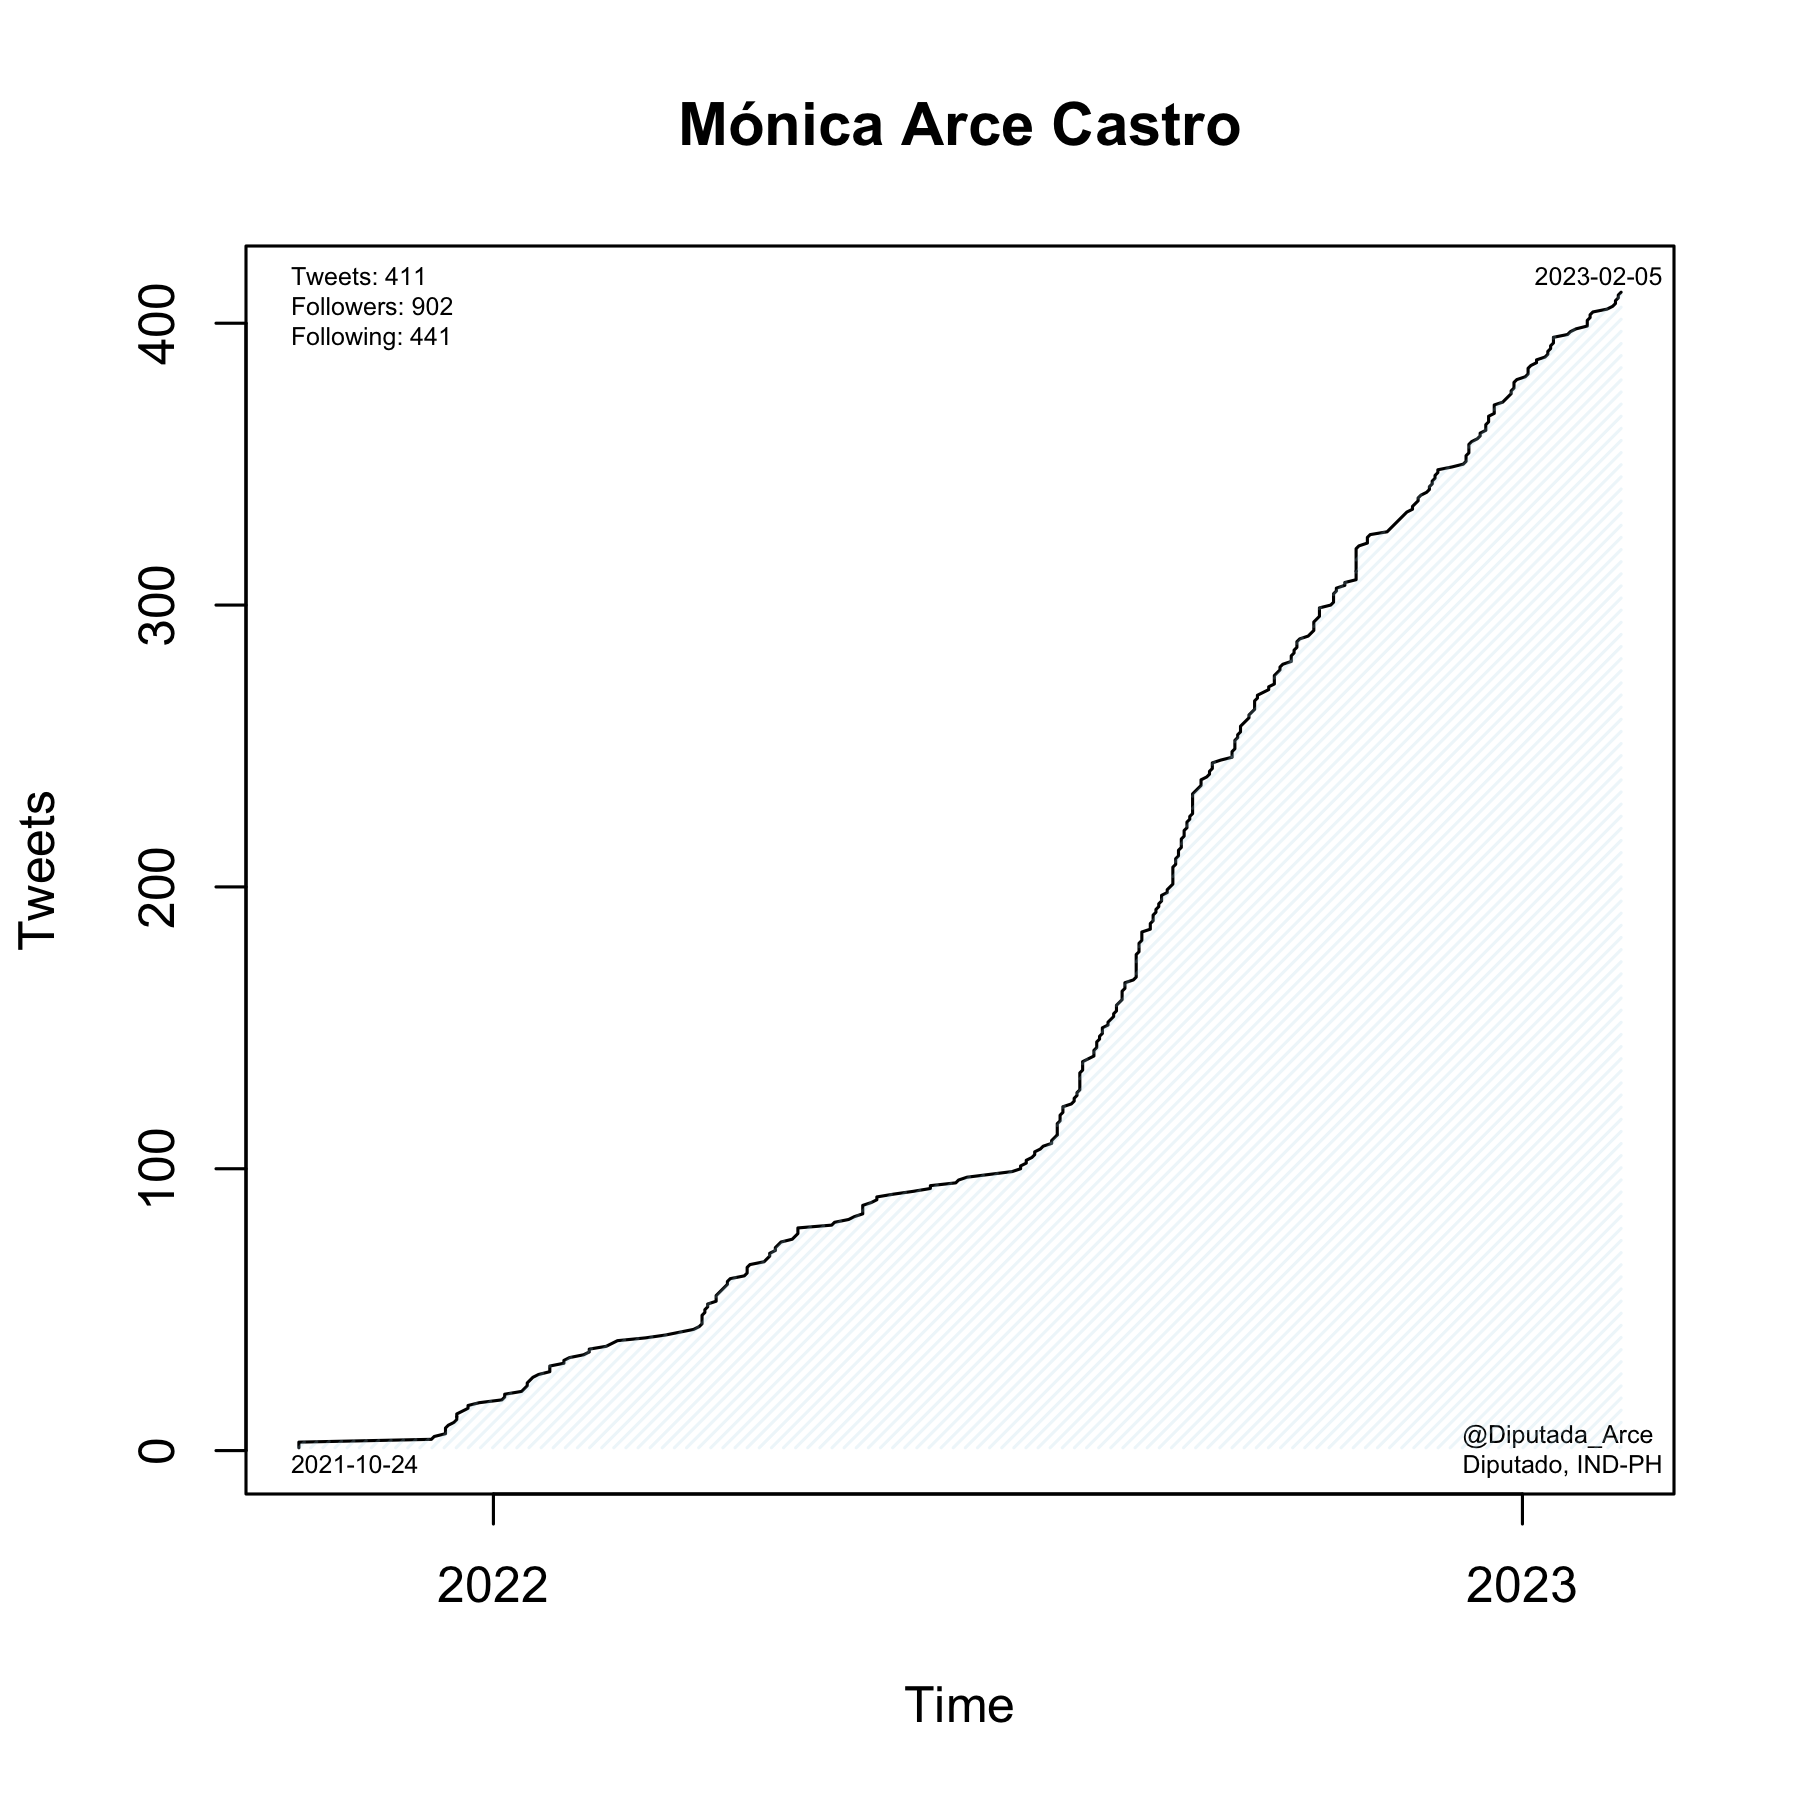 Mónica Arce Castro
Tweets: 411
Followers: 902
Following: 441
2023-02-05
400
300
200
100
0
Tweets
2021-10-24
@Diputada_Arce
Diputado, IND-PH
2022
2023
Time